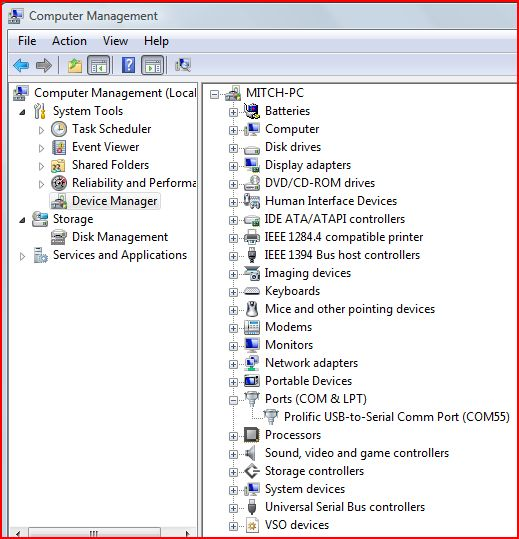 Computer Management
File Action View Help
Computer Management (Local
System Tools
Task Scheduler
Event Viewer
Shared Folders
Reliability and Performa
Device Manager
Storage
Disk Management
Services and Applications
MITCH-PC
Batteries
Computer
Disk drives
Display adapters
DVD/CD-ROM drives
Human Interface Devices
IDE ATA/ATAPI controllers
IEEE 1284.4 compatible printer
IEEE 1394 Bus host controllers
Imaging devices
Keyboards
Mice and other pointing devices
Modems
Monitors
Network adapters
Portable Devices
Ports (COM & LPT)
Prolific USB-to-Serial Comm Port (COM55)
Processors
Sound, video and game controllers
Storage controllers
System devices
Universal Serial Bus controllers
VSO devices